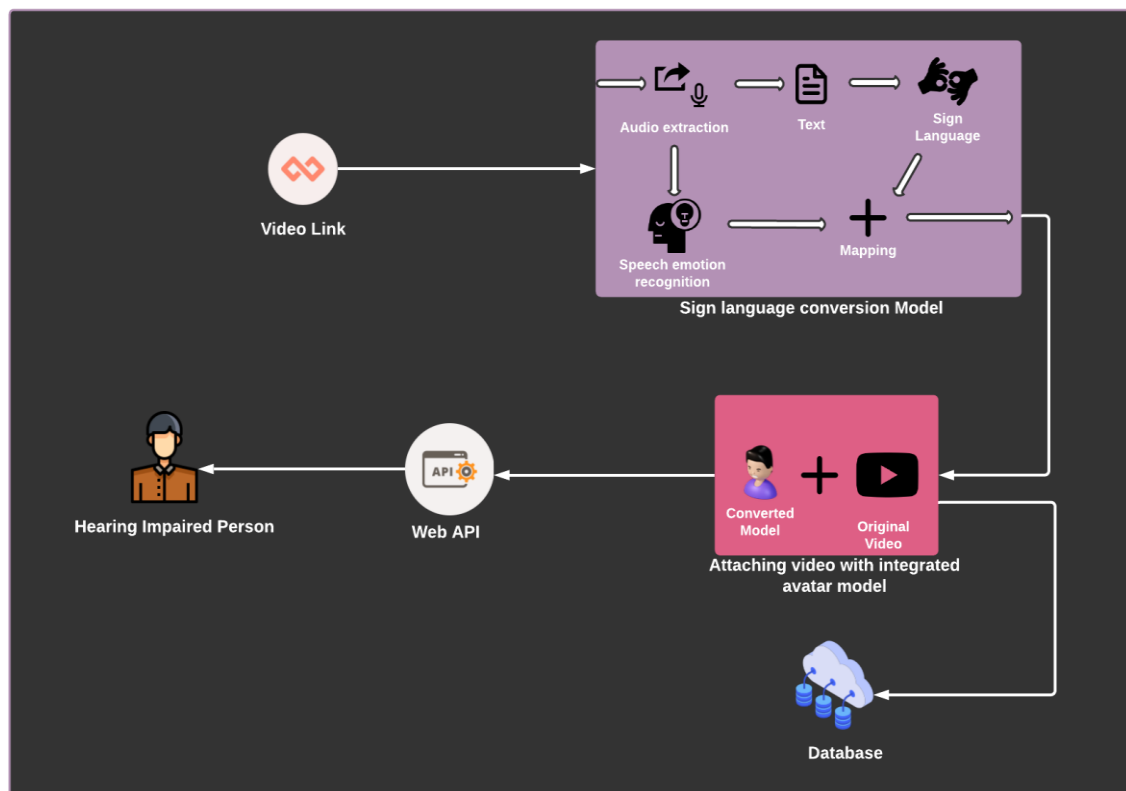 Audio extraction
Text
Sign
Language
Video Link
Speech emotion
recognition
Mapping
Sign language conversion Model
Hearing Impaired Person
API
Web API
Converted
Model
Original
Video
Attaching video with integrated
avatar model
Database